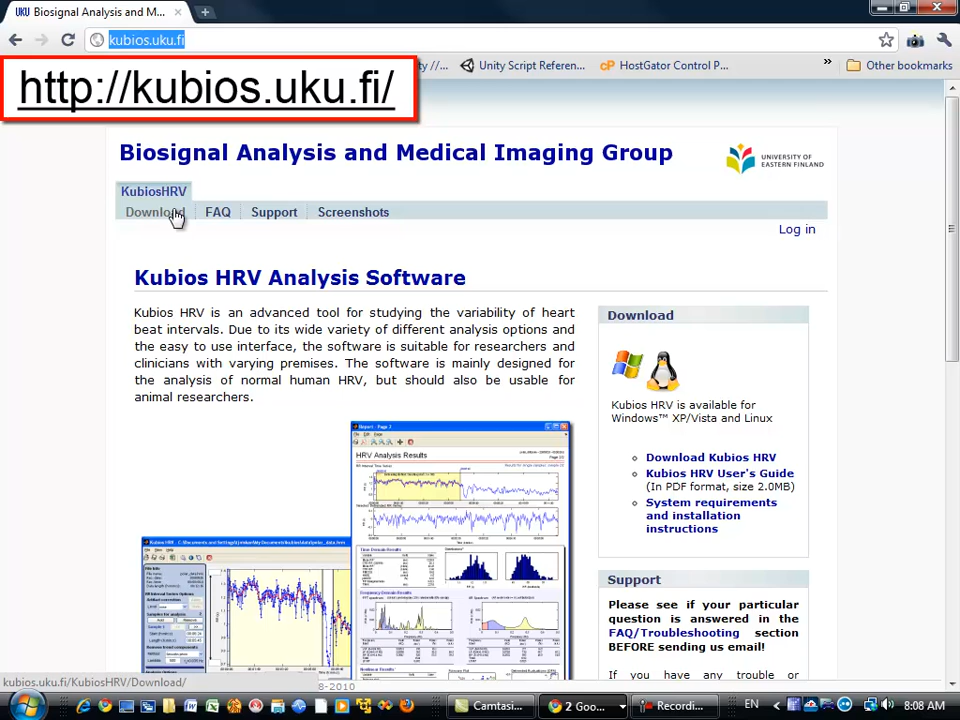 UKU Biosignal Analysis and M...
kubios.uku.fi
y //...
Unity Script Referen...
cP HostGator Control P...
»
Other bookmarks
http://kubios.uku.fi/
Biosignal Analysis and Medical Imaging Group
UNIVERSITY OF
EASTERN FINLAND
KubiosHRV
Download
FAQ
Support
Screenshots
Log in
Kubios HRV Analysis Software
Kubios HRV is an advanced tool for studying the variability of heart
beat intervals. Due to its wide variety of different analysis options and
the easy to use interface, the software is suitable for researchers and
clinicians with varying premises. The software is mainly designed for
the analysis of normal human HRV, but should also be usable for
animal researchers.
Download
Kubios HRV is available for
Windows™ XP/Vista and Linux
Download Kubios HRV
Kubios HRV User's Guide
(In PDF format, size 2.0MB)
System requirements
and installation
instructions
Report - Page 1
HRV Analysis Results
Support
Please see if your particular
question is answered in the
FAQ/Troubleshooting section
BEFORE sending us email!
If you have any trouble or
kubios.uku.fi/KubiosHRV/Download/
8-2010
Camtasi...
2 Goo...
Recordi...
EN
8:08 AM